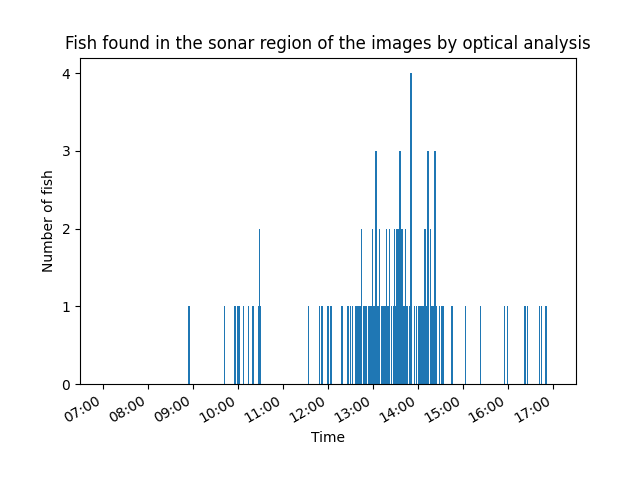 Fish found in the sonar region of the images by optical analysis
4
3
2
1
0
Number of fish
07:00 08:00 09:00 10:00 11:00 12:00 13:00 14:00 15:00 16:00 17:00
Time